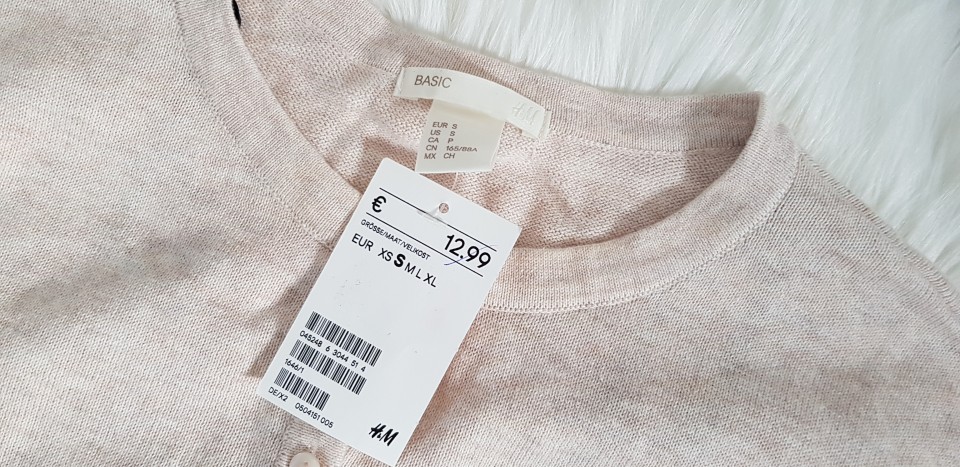 BASIC
H&M
EUR S
US S
CA P
CN 165/88A
MX CH
€
12.99
GRÖSSE/MAAT/VELIKOST
EUR XS S M L XL
045248 6 3044 51 4
1646/1
DE/X2 0504151 005
H&M